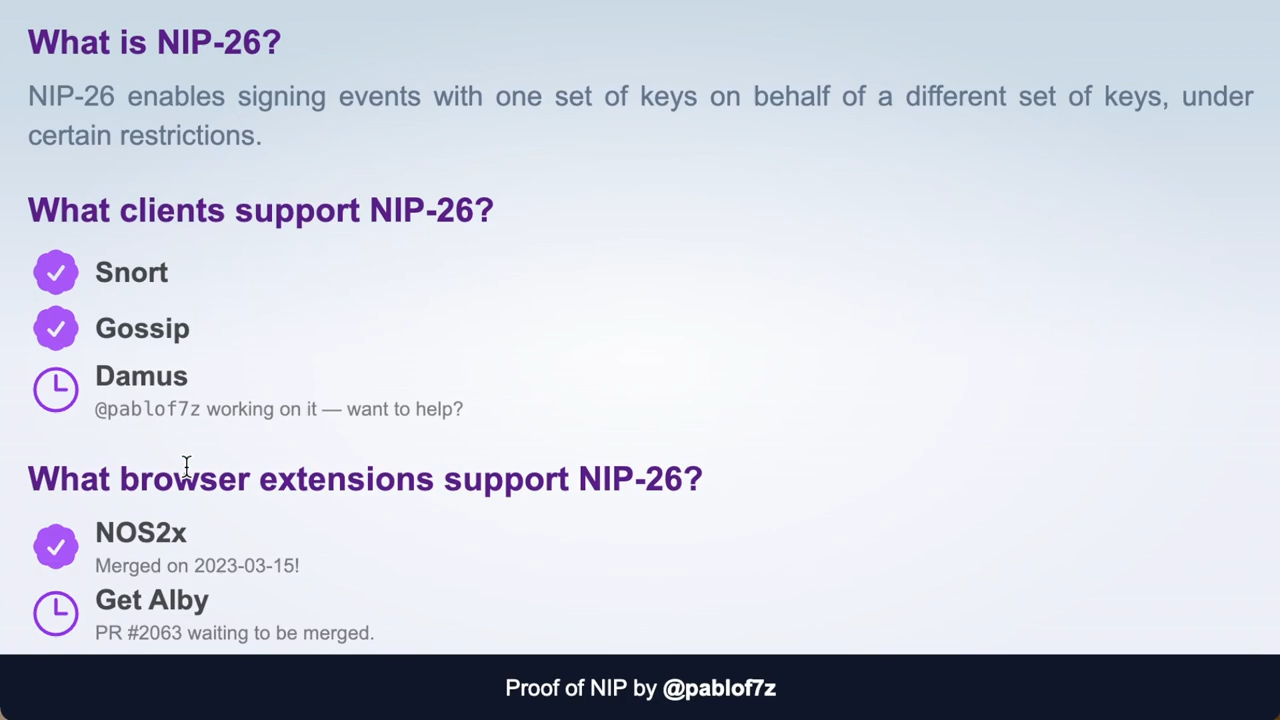 What is NIP-26?
NIP-26 enables signing events with one set of keys on behalf of a different set of keys, under
certain restrictions.
What clients support NIP-26?
Snort
Gossip
Damus
@pablof7z working on it — want to help?
What browser extensions support NIP-26?
NOS2x
Merged on 2023-03-15!
Get Alby
PR #2063 waiting to be merged.
Proof of NIP by @pablof7z